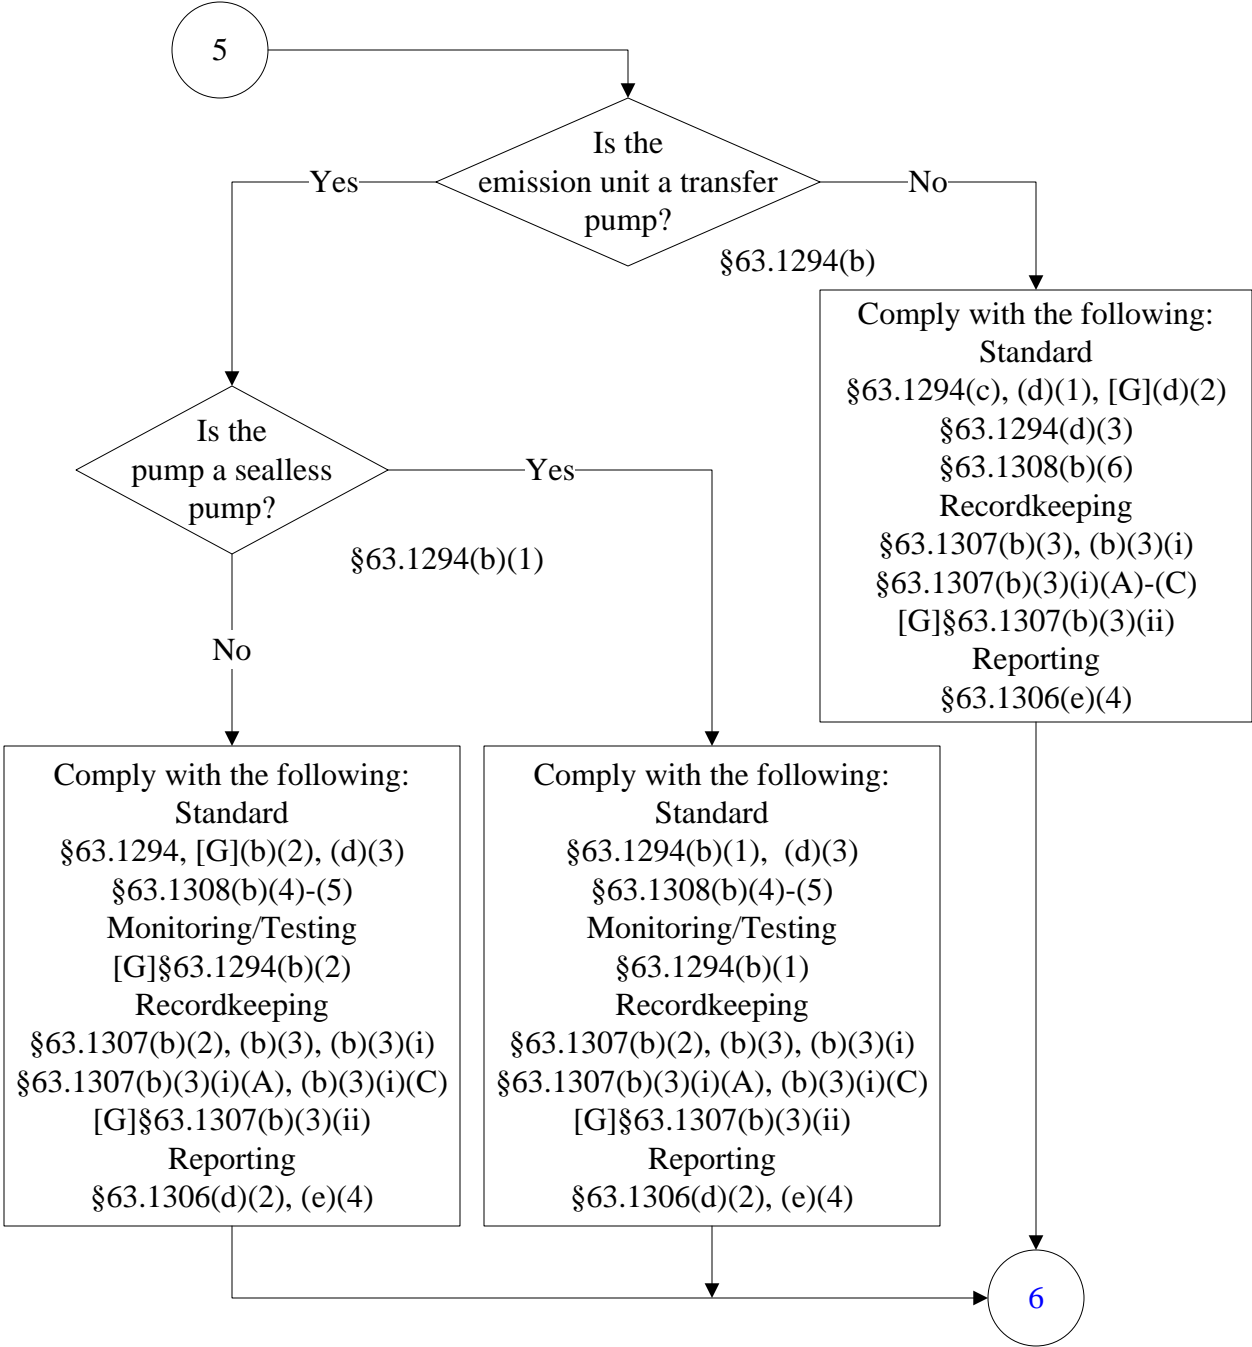 5
Is the
emission unit a transfer
pump?
Yes
No
§63.1294(b)
Comply with the following:
Standard
§63.1294(c), (d)(1), [G](d)(2)
§63.1294(d)(3)
§63.1308(b)(6)
Recordkeeping
§63.1307(b)(3), (b)(3)(i)
§63.1307(b)(3)(i)(A)-(C)
[G]§63.1307(b)(3)(ii)
Reporting
§63.1306(e)(4)
Is the
pump a sealless
pump?
Yes
§63.1294(b)(1)
No
Comply with the following:
Standard
§63.1294, [G](b)(2), (d)(3)
§63.1308(b)(4)-(5)
Monitoring/Testing
[G]§63.1294(b)(2)
Recordkeeping
§63.1307(b)(2), (b)(3), (b)(3)(i)
§63.1307(b)(3)(i)(A), (b)(3)(i)(C)
[G]§63.1307(b)(3)(ii)
Reporting
§63.1306(d)(2), (e)(4)
Comply with the following:
Standard
§63.1294(b)(1),  (d)(3)
§63.1308(b)(4)-(5)
Monitoring/Testing
§63.1294(b)(1)
Recordkeeping
§63.1307(b)(2), (b)(3), (b)(3)(i)
§63.1307(b)(3)(i)(A), (b)(3)(i)(C)
[G]§63.1307(b)(3)(ii)
Reporting
§63.1306(d)(2), (e)(4)
6